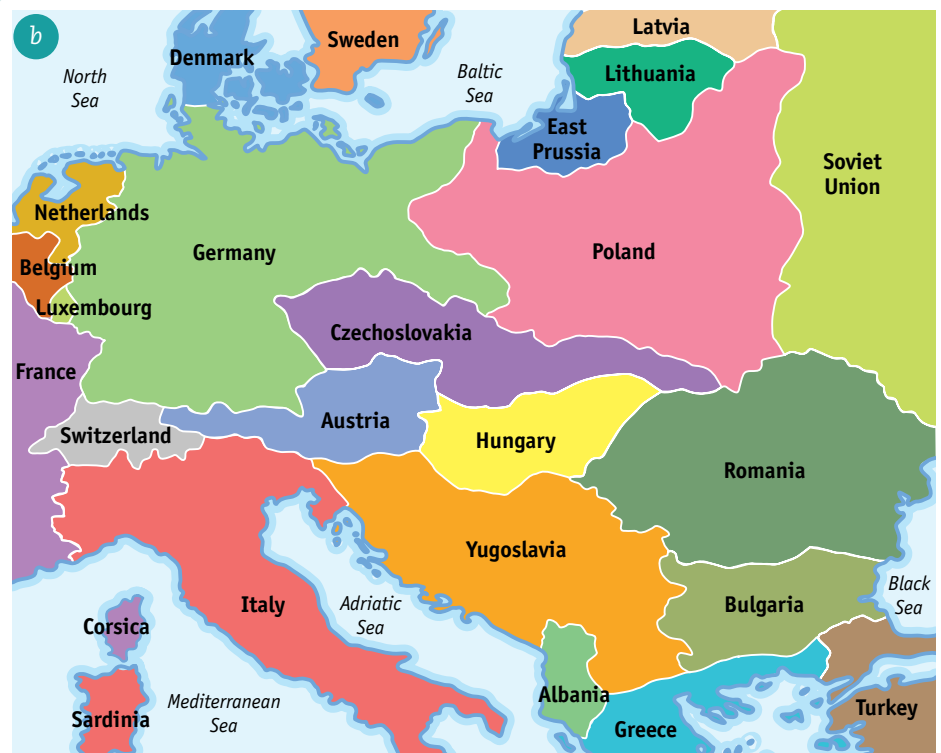 b
Sweden
Latvia
Denmark
North
Sea
Baltic
Sea
Lithuania
East
Prussia
Soviet
Union
Netherlands
Germany
Poland
Belgium
Luxembourg
Czechoslovakia
France
Austria
Switzerland
Hungary
Romania
Yugoslavia
Italy
Adriatic
Sea
Black
Sea
Bulgaria
Corsica
Albania
Mediterranean
Sea
Sardinia
Greece
Turkey